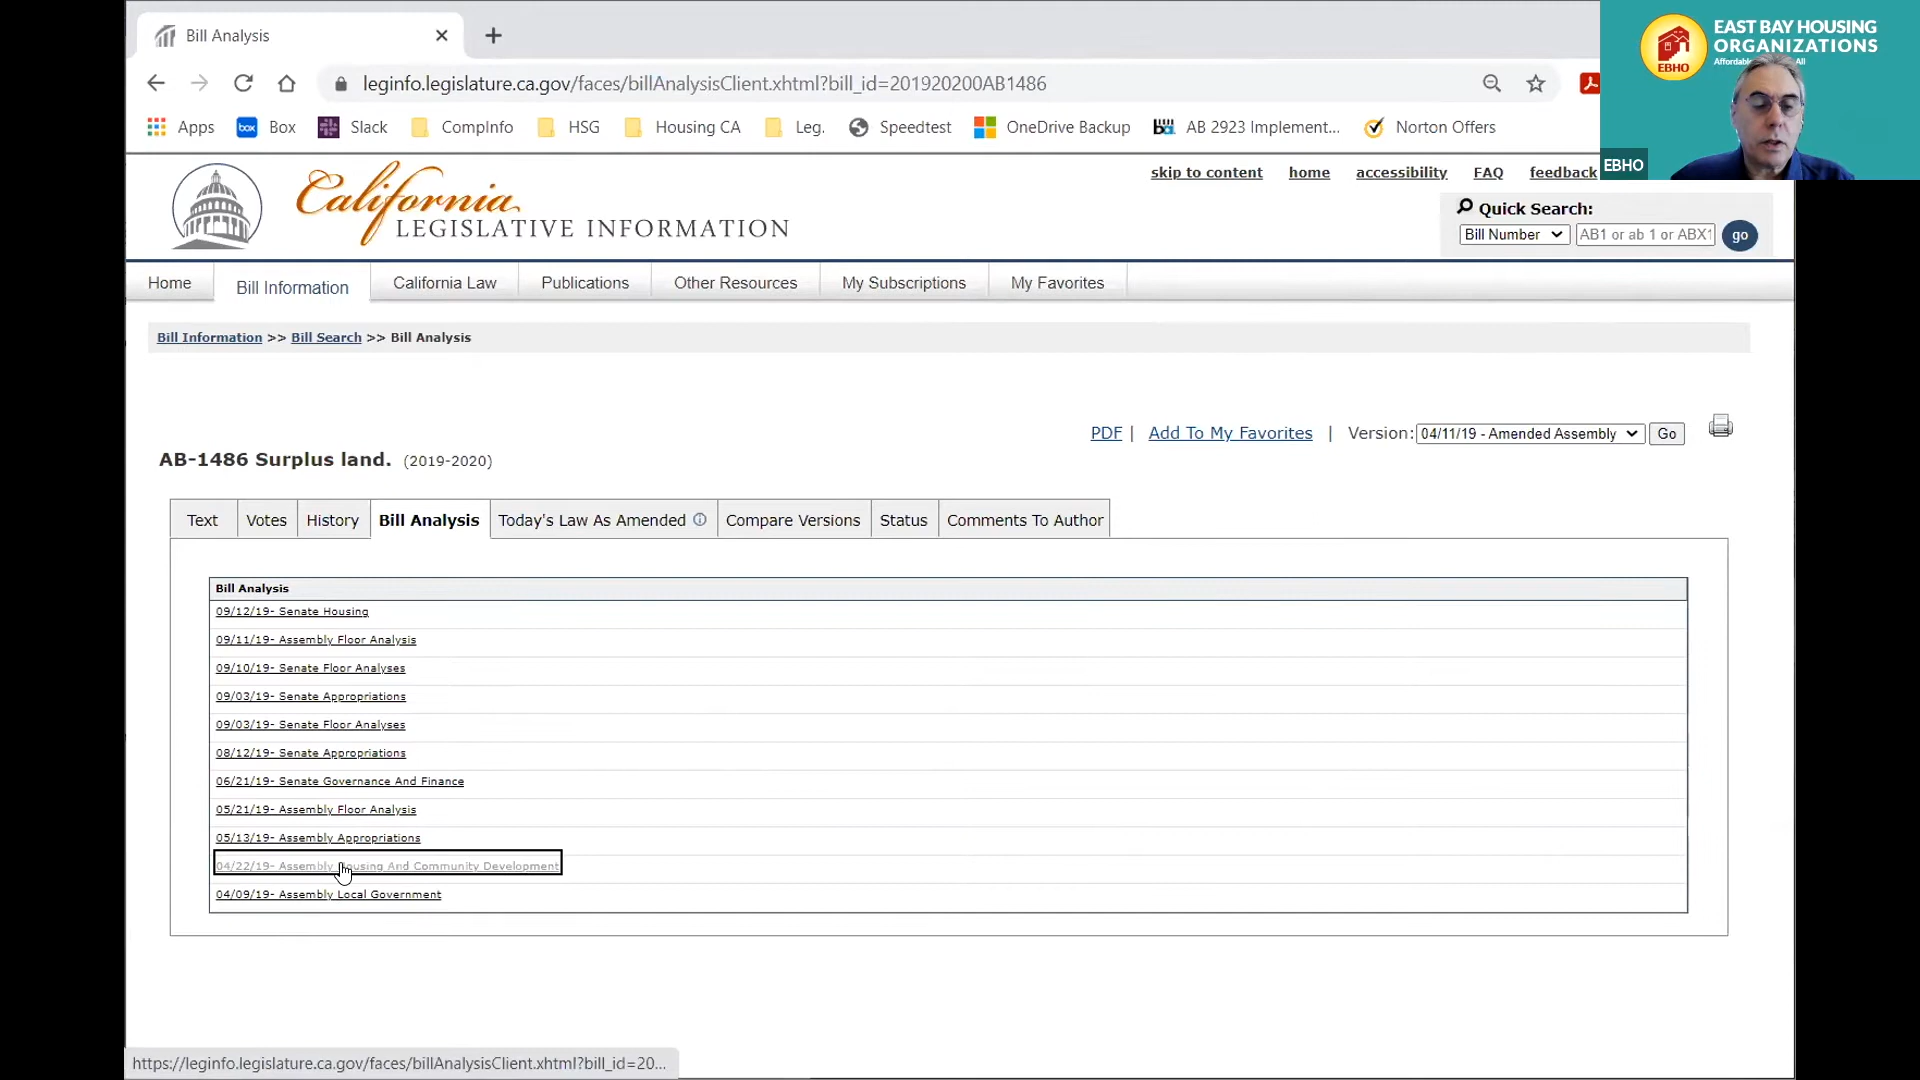 Bill Analysis
EAST BAY HOUSING
ORGANIZATIONS
EBHO
leginfo.legislature.ca.gov/faces/billAnalysisClient.xhtml?bill_id=201920200AB1486
Apps Box Slack CompInfo HSG Housing CA Leg. Speedtest OneDrive Backup AB 2923 Implement... Norton Offers
EBHO
California
LEGISLATIVE INFORMATION
skip to content home accessibility FAQ feedback
Quick Search:
Bill Number AB1 or ab 1 or ABX1 go
Home Bill Information California Law Publications Other Resources My Subscriptions My Favorites
Bill Information >> Bill Search >> Bill Analysis
PDF | Add To My Favorites | Version: 04/11/19 - Amended Assembly Go
AB-1486 Surplus land. (2019-2020)
Text Votes History Bill Analysis Today's Law As Amended Compare Versions Status Comments To Author
Bill Analysis
09/12/19- Senate Housing
09/11/19- Assembly Floor Analysis
09/10/19- Senate Floor Analyses
09/03/19- Senate Appropriations
09/03/19- Senate Floor Analyses
08/12/19- Senate Appropriations
06/21/19- Senate Governance And Finance
05/21/19- Assembly Floor Analysis
05/13/19- Assembly Appropriations
04/22/19- Assembly Housing And Community Development
04/09/19- Assembly Local Government
https://leginfo.legislature.ca.gov/faces/billAnalysisClient.xhtml?bill_id=20...